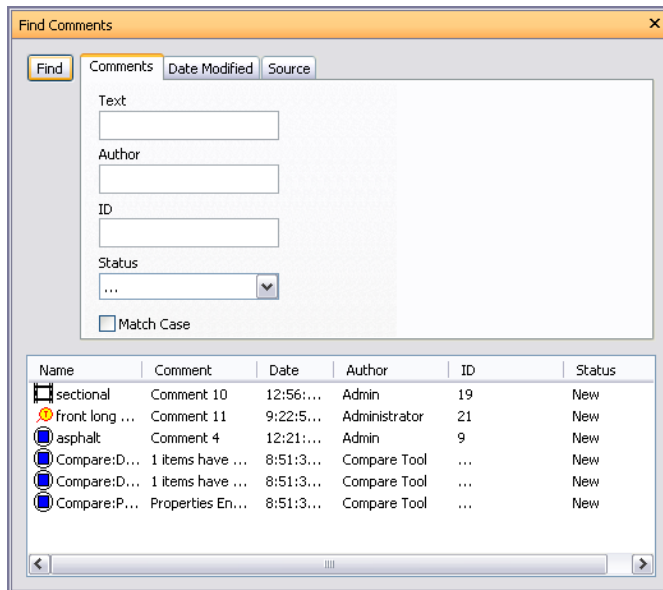 Find Comments
Find Comments Date Modified Source
Text
Author
ID
Status
...
Match Case
Name Comment Date Author ID Status
sectional Comment 10 12:56:... Admin 19 New
T front long ... Comment 11 9:22:5... Administrator 21 New
asphalt Comment 4 12:21:... Admin 9 New
Compare:D... 1 items have ... 8:51:3... Compare Tool ... New
Compare:D... 1 items have ... 8:51:3... Compare Tool ... New
Compare:P... Properties En... 8:51:3... Compare Tool ... New